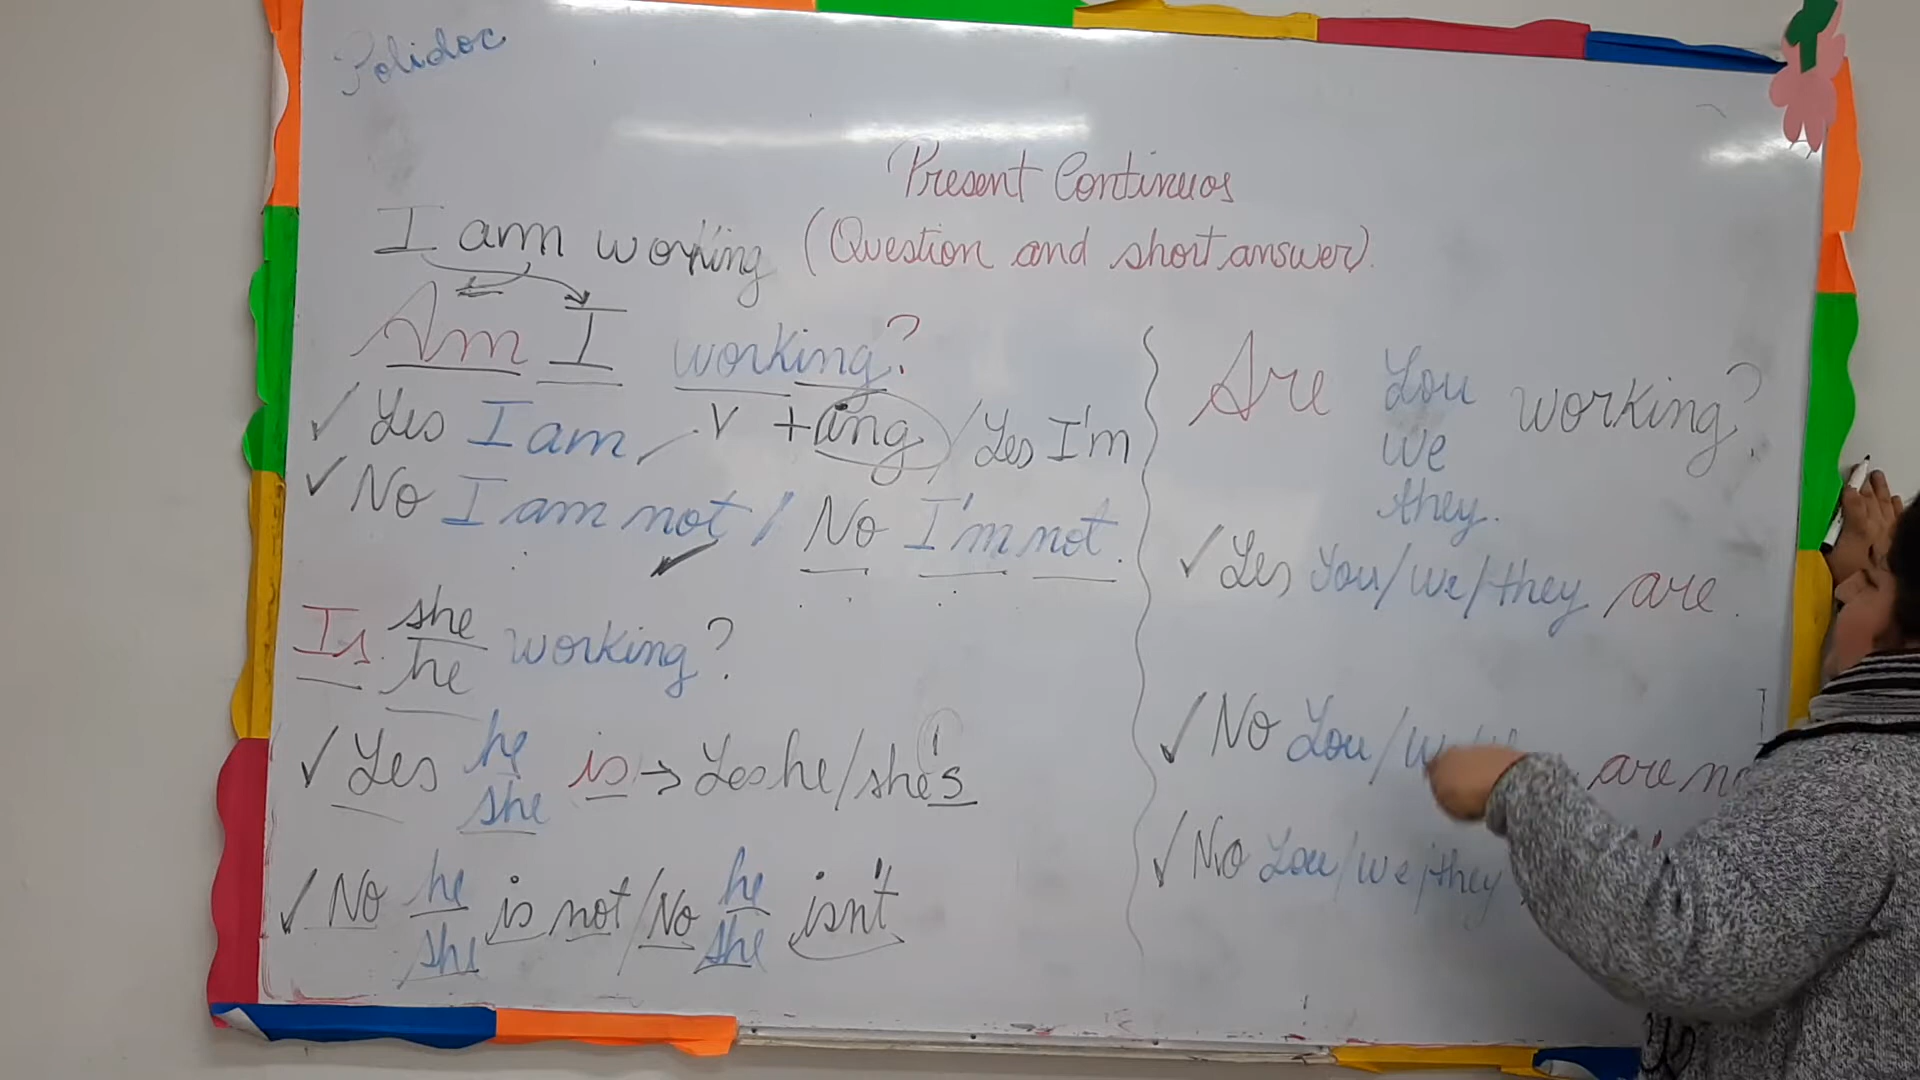 Polidoc
Present Continuos
I am working (Question and short answer).
Am I working?
V + ing
✓ Yes I am / Yes I'm
✓ No I am not / No I'm not.
Is she working?
he
✓ Yes he is → Yes he/she's
she
✓ No he is not / No he isn't
she she
Are You working?
we
they.
✓ Yes You/we/they are.
✓ No You/ are
✓ No You/we/they